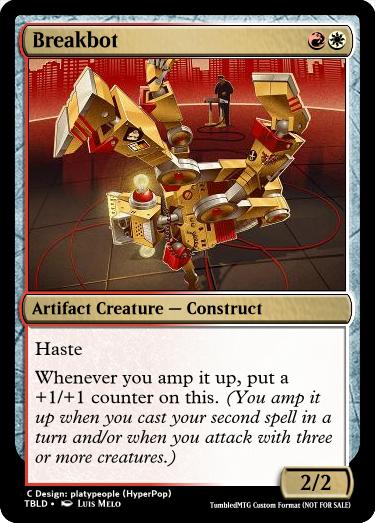 Breakbot
Artifact Creature — Construct
Haste
Whenever you amp it up, put a
+1/+1 counter on this. (You amp it
up when you cast your second spell in a
turn and/or when you attack with three
or more creatures.)
2/2
C Design: platypeople (HyperPop)
TBLD • Luis Melo
TumbledMTG Custom Format (NOT FOR SALE)